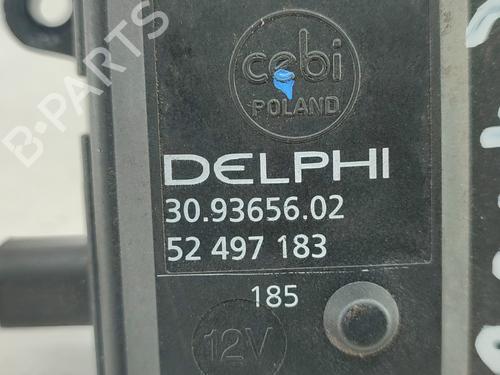 cebi
POLAND
DELPHI
30.93656.02
52 497 183
185
12V
B-PARTS